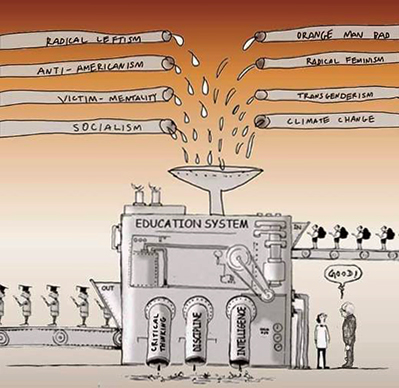 RADICAL LEFTISM
ORANGE MAN BAD
ANTI-AMERICANISM
RADICAL FEMINISM
VICTIM-MENTALITY
TRANSGENDERISM
SOCIALISM
CLIMATE CHANGE
EDUCATION SYSTEM
IN
GOOD!
OUT
CRITICAL
THINKING
DISCIPLINE
INTELLIGENCE